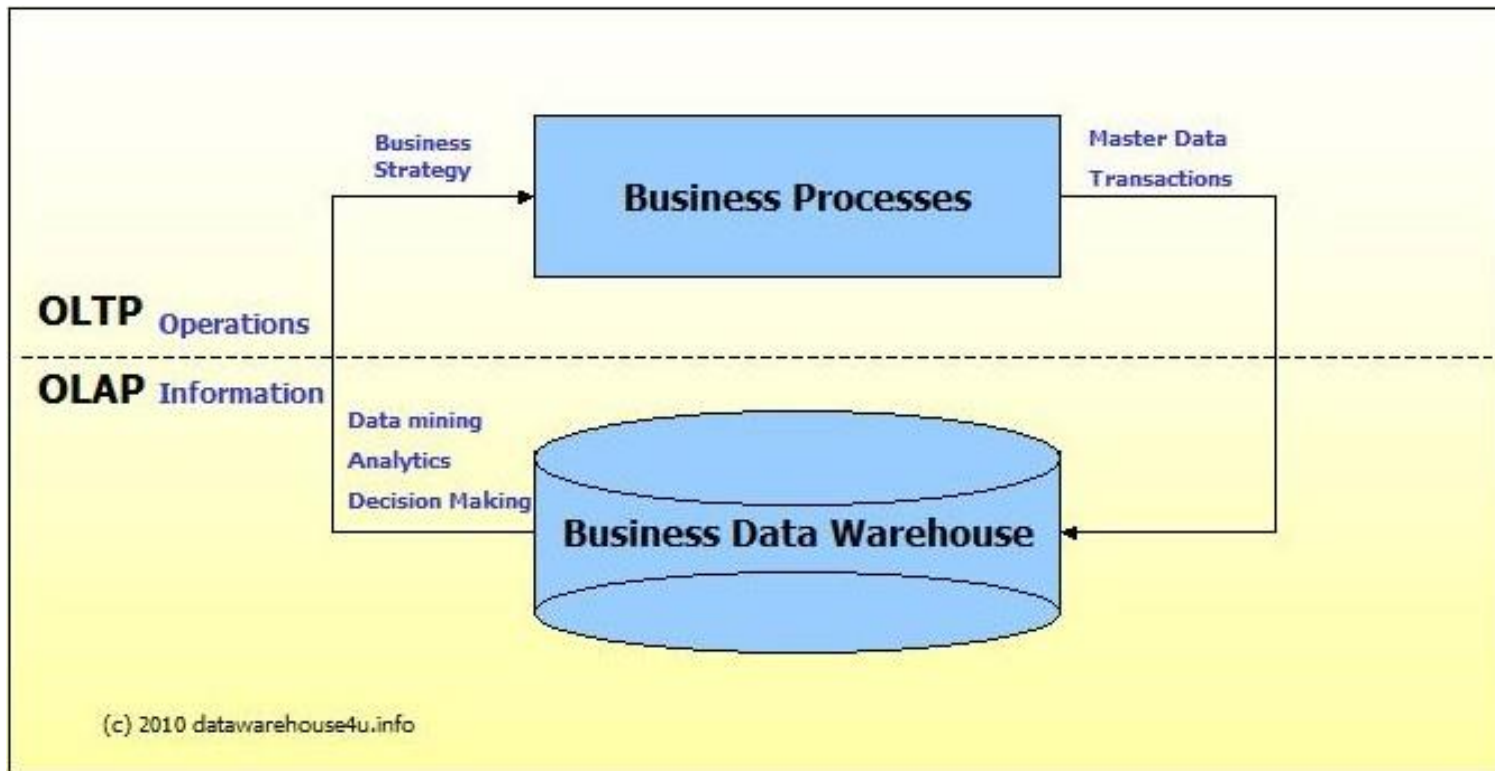 Business
Strategy
Business Processes
Master Data
Transactions
OLTP Operations
OLAP Information
Data mining
Analytics
Decision Making
Business Data Warehouse
(c) 2010 datawarehouse4u.info